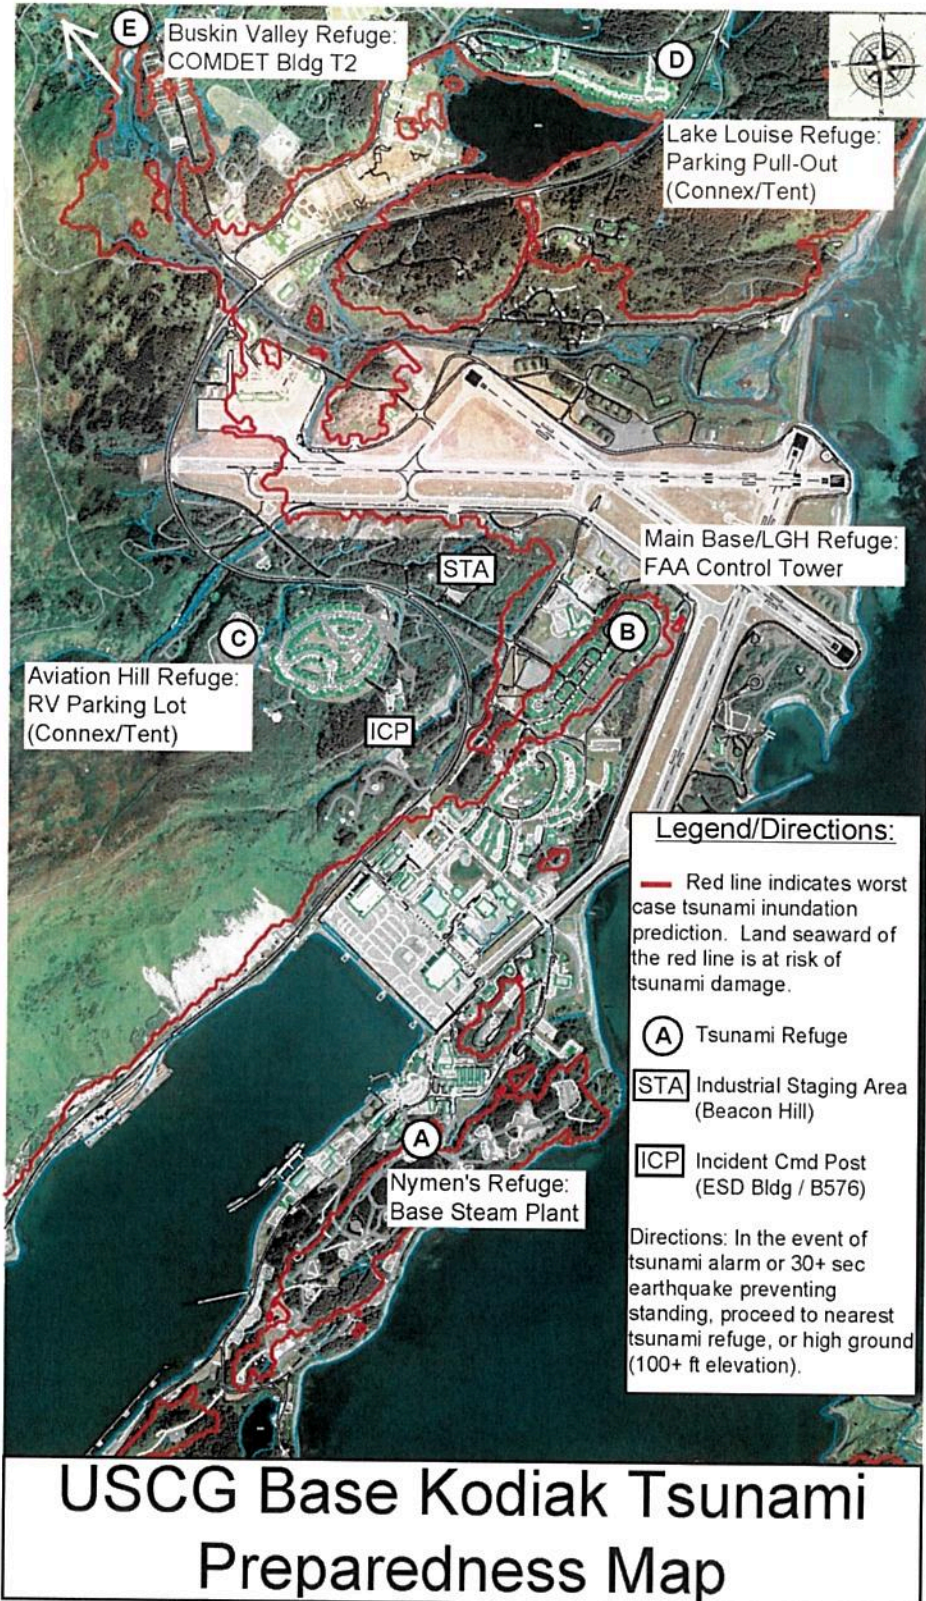 E
Buskin Valley Refuge:
COMDET Bldg T2
D
N
W
Lake Louise Refuge:
Parking Pull-Out
(Connex/Tent)
STA
Main Base/LGH Refuge:
FAA Control Tower
B
C
Aviation Hill Refuge:
RV Parking Lot
(Connex/Tent)
ICP
Legend/Directions:
Red line indicates worst
case tsunami inundation
prediction. Land seaward of
the red line is at risk of
tsunami damage.
A Tsunami Refuge
STA Industrial Staging Area
(Beacon Hill)
ICP Incident Cmd Post
(ESD Bldg / B576)
Directions: In the event of
tsunami alarm or 30+ sec
earthquake preventing
standing, proceed to nearest
tsunami refuge, or high ground
(100+ ft elevation).
A
Nymen's Refuge:
Base Steam Plant
USCG Base Kodiak Tsunami
Preparedness Map